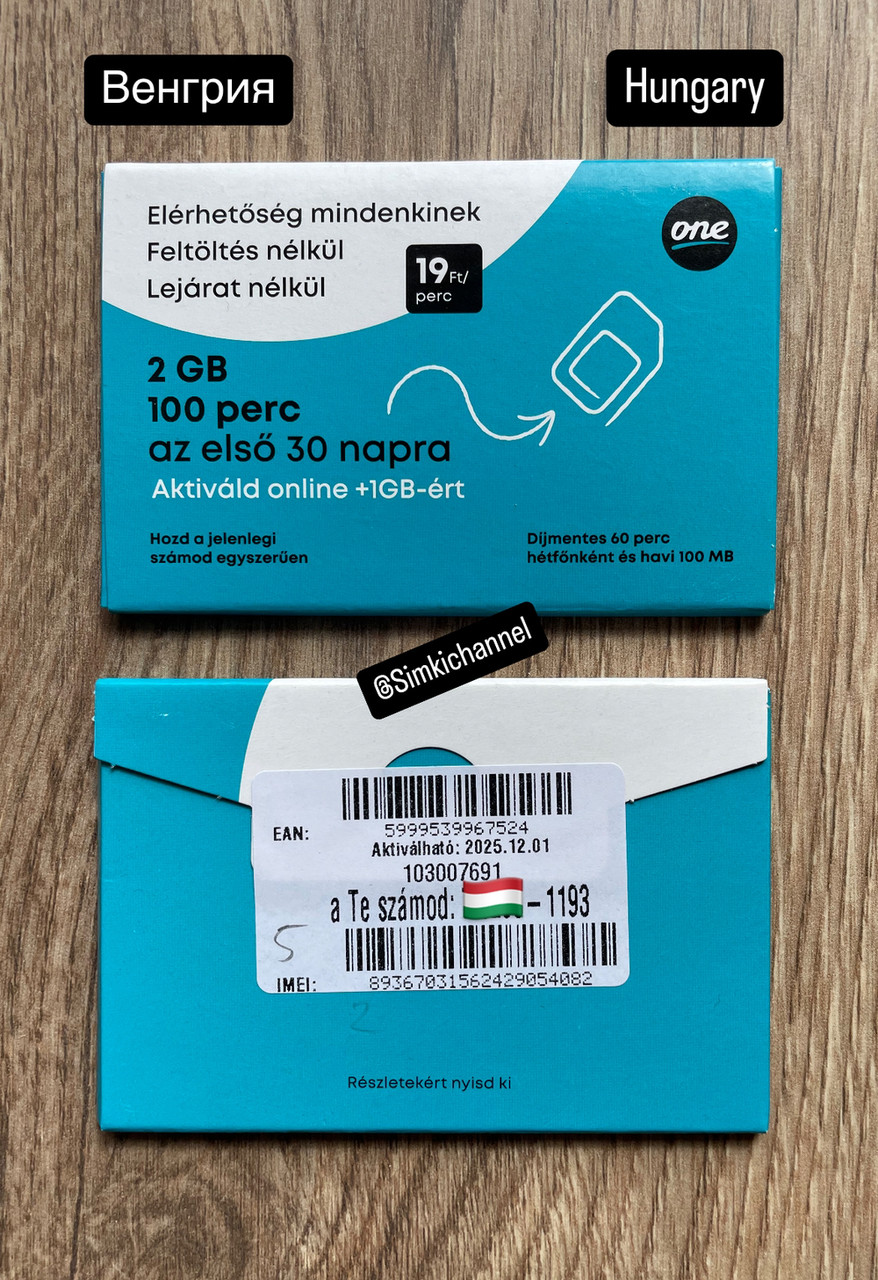 Венгрия
Hungary
Elérhetőség mindenkinek
Feltöltés nélkül
Lejárat nélkül
19 Ft/
perc
one
2 GB
100 perc
az első 30 napra
Aktiváld online +1GB-ért
Hozd a jelenlegi
számod egyszerűen
Díjmentes 60 perc
hétfőnként és havi 100 MB
@Simkichannel
EAN:
5999539967524
Aktiválható: 2025.12.01
103007691
a Te számod: – 1193
5
IMEI:
89367031562429054082
2
Részletekért nyisd ki